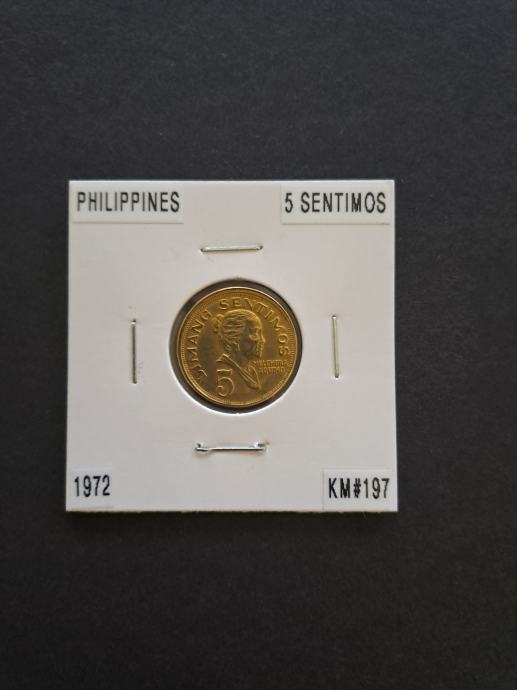 PHILIPPINES
5 SENTIMOS
LIMANG SENTIMOS
MELCHORA
AQUINO
5
1972
KM#197